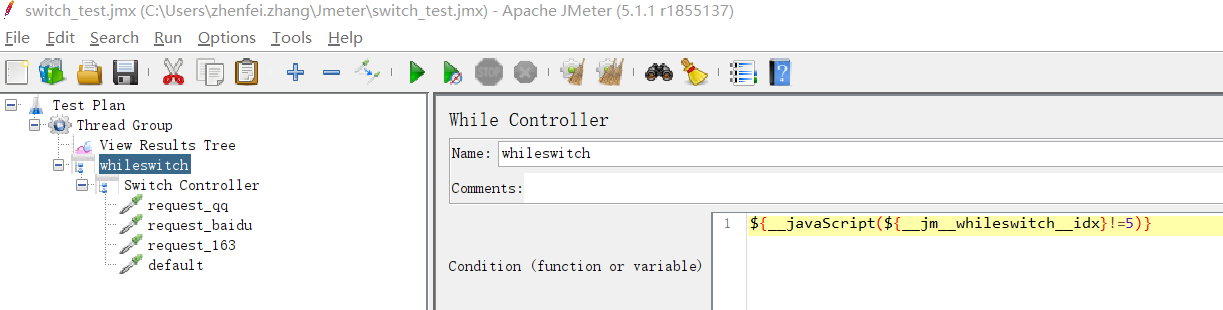 switch_test.jmx (C:\Users\zhenfei.zhang\Jmeter\switch_test.jmx) - Apache JMeter (5.1.1 r1855137)
File Edit Search Run Options Tools Help
STOP
?
Test Plan
Thread Group
View Results Tree
whileswitch
Switch Controller
request_qq
request_baidu
request_163
default
While Controller
Name: whileswitch
Comments:
Condition (function or variable)
1 ${__javaScript(${__jm__whileswitch__idx}!=5)}